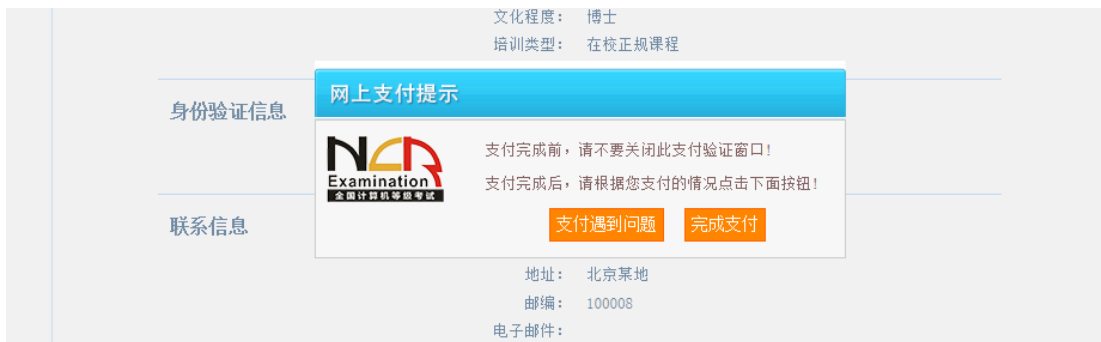 文化程度： 博士
培训类型： 在校正规课程
网上支付提示
身份验证信息
NCR
Examination
全国计算机等级考试
支付完成前，请不要关闭此支付验证窗口！
支付完成后，请根据您支付的情况点击下面按钮！
支付遇到问题 完成支付
联系信息
地址： 北京某地
邮编： 100008
电子邮件：